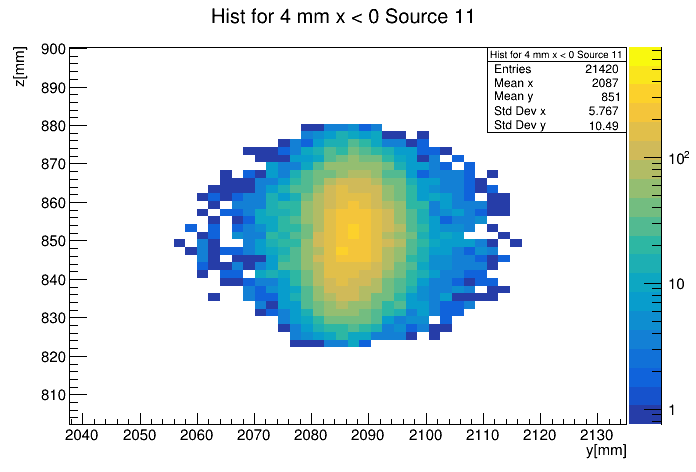 Hist for 4 mm x < 0 Source 11
z[mm]
900
890
880
870
860
850
840
830
820
810
Hist for 4 mm x < 0 Source 11
Entries 21420
Mean x 2087
Mean y 851
Std Dev x 5.767
Std Dev y 10.49
10²
10
1
2040 2050 2060 2070 2080 2090 2100 2110 2120 2130
y[mm]